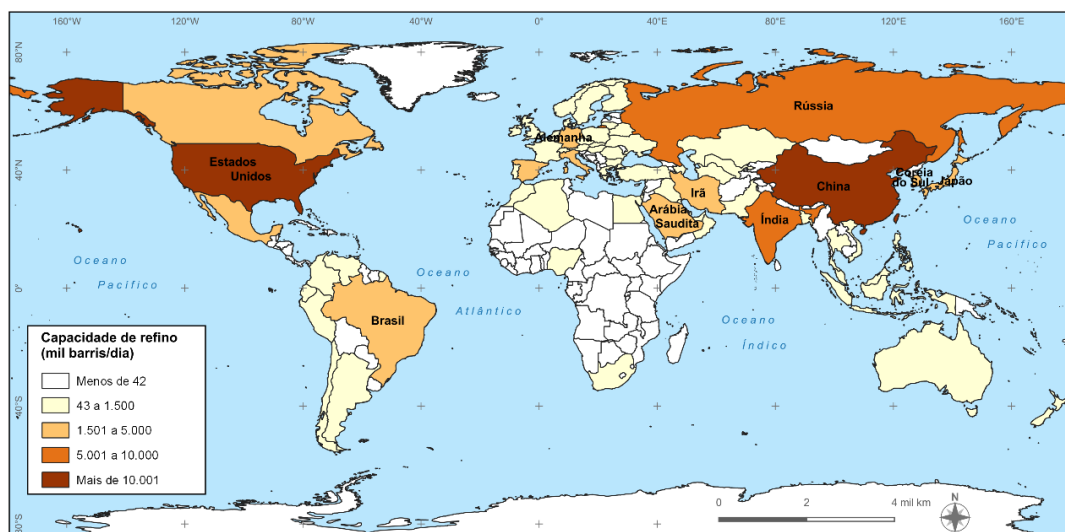 160°W 120°W 80°W 40°W 0°W 40°E 80°E 120°E 160°E
80°N
40°N
0°
40°S
80°S
Rússia
Alemanha
Estados
Unidos
China
Coréia
do Sul
Japão
Irã
Arábia
Saudita
Índia
Brasil
Oceano
Pacífico
Oceano
Atlântico
Oceano
Índico
Oceano
Pacífico
Capacidade de refino
(mil barris/dia)
Menos de 42
43 a 1.500
1.501 a 5.000
5.001 a 10.000
Mais de 10.001
0 2 4 mil km
N